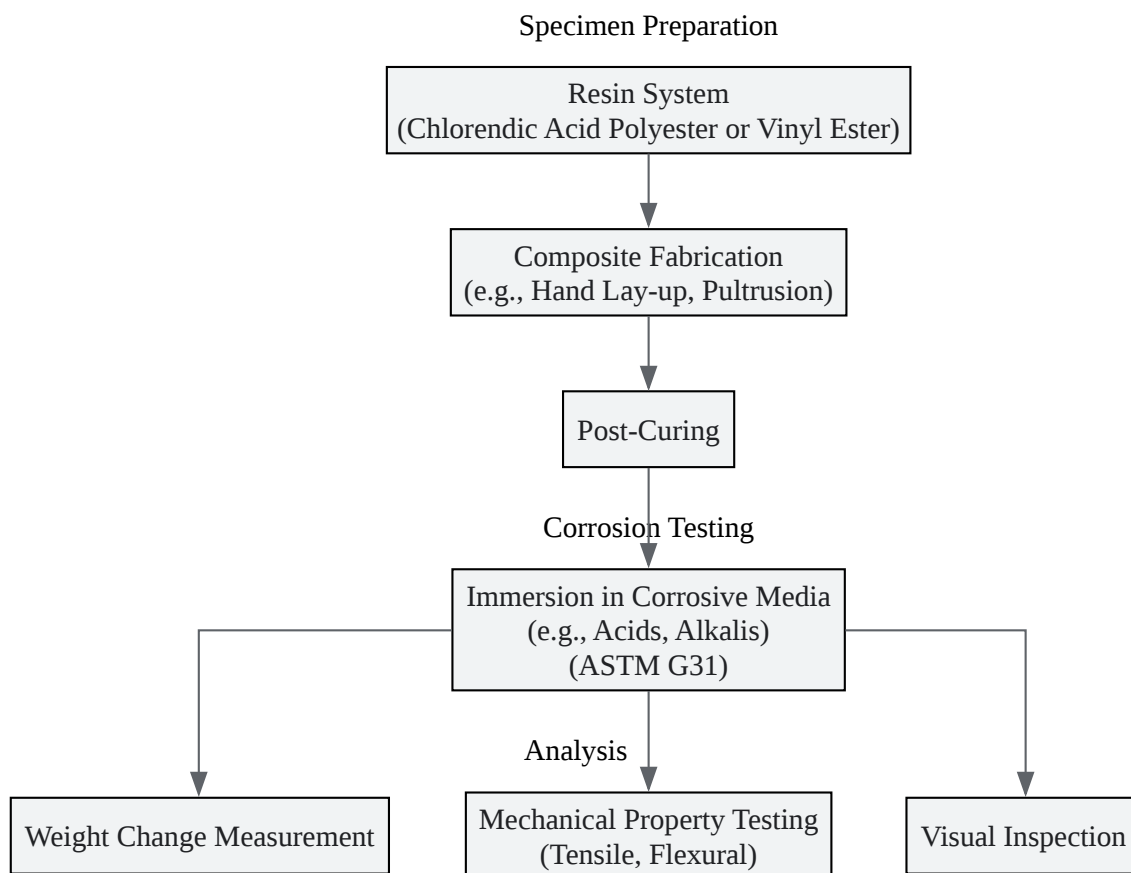 Specimen Preparation
Resin System
(Chlorendic Acid Polyester or Vinyl Ester)
Composite Fabrication
(e.g., Hand Lay-up, Pultrusion)
Post-Curing
Corrosion Testing
Immersion in Corrosive Media
(e.g., Acids, Alkalis)
(ASTM G31)
Analysis
Weight Change Measurement
Mechanical Property Testing
(Tensile, Flexural)
Visual Inspection